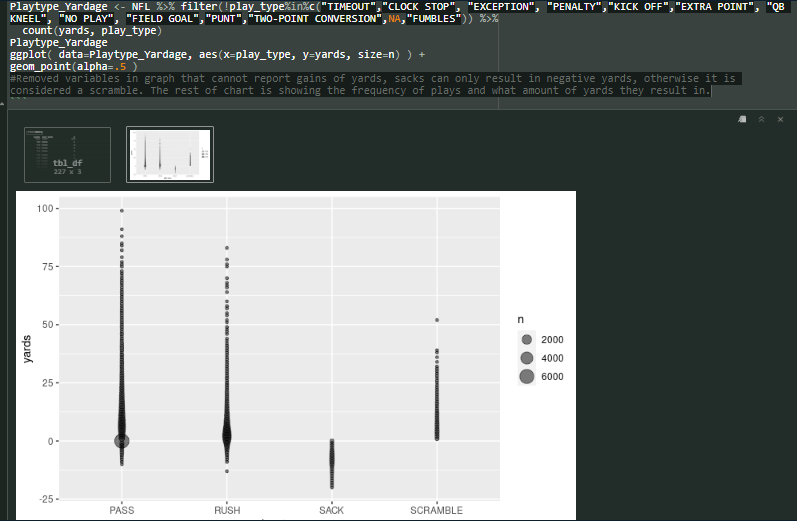 Playtype_Yardage <- NFL %>% filter(!play_type%in%c("TIMEOUT","CLOCK STOP", "EXCEPTION", "PENALTY","KICK OFF","EXTRA POINT", "QB
KNEEL", "NO PLAY", "FIELD GOAL","PUNT","TWO-POINT CONVERSION",NA,"FUMBLES")) %>%
count(yards, play_type)
Playtype_Yardage
ggplot( data=Playtype_Yardage, aes(x=play_type, y=yards, size=n) ) +
geom_point(alpha=.5 )
#Removed variables in graph that cannot report gains of yards, sacks can only result in negative yards, otherwise it is
considered a scramble. The rest of chart is showing the frequency of plays and what amount of yards they result in.
```
tbl_df
227 x 3
100
75
50
25
0
-25
yards
PASS RUSH SACK SCRAMBLE
n
2000
4000
6000